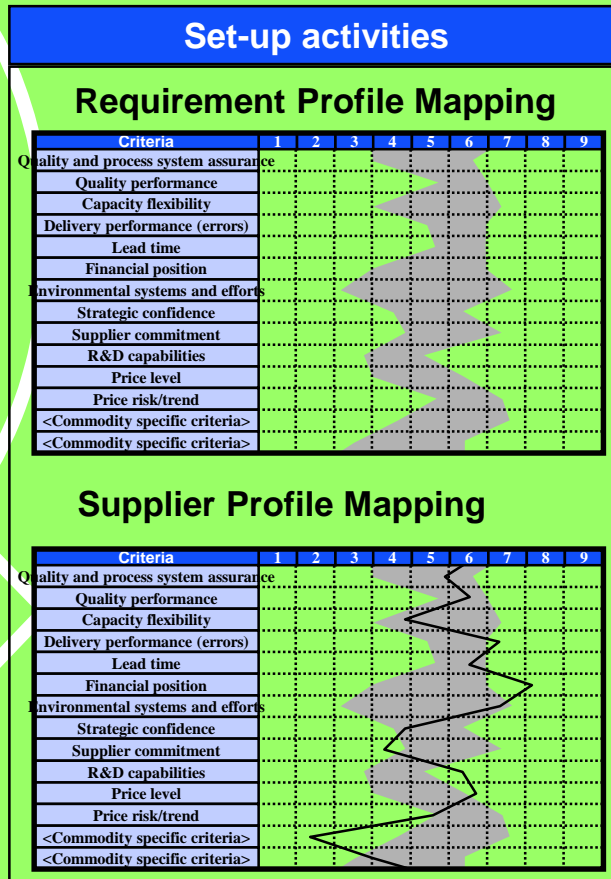 Set-up activities
Requirement Profile Mapping
Criteria 1 2 3 4 5 6 7 8 9
Quality and process system assurance
Quality performance
Capacity flexibility
Delivery performance (errors)
Lead time
Financial position
Environmental systems and efforts
Strategic confidence
Supplier commitment
R&D capabilities
Price level
Price risk/trend
<Commodity specific criteria>
<Commodity specific criteria>
Supplier Profile Mapping
Criteria 1 2 3 4 5 6 7 8 9
Quality and process system assurance
Quality performance
Capacity flexibility
Delivery performance (errors)
Lead time
Financial position
Environmental systems and efforts
Strategic confidence
Supplier commitment
R&D capabilities
Price level
Price risk/trend
<Commodity specific criteria>
<Commodity specific criteria>